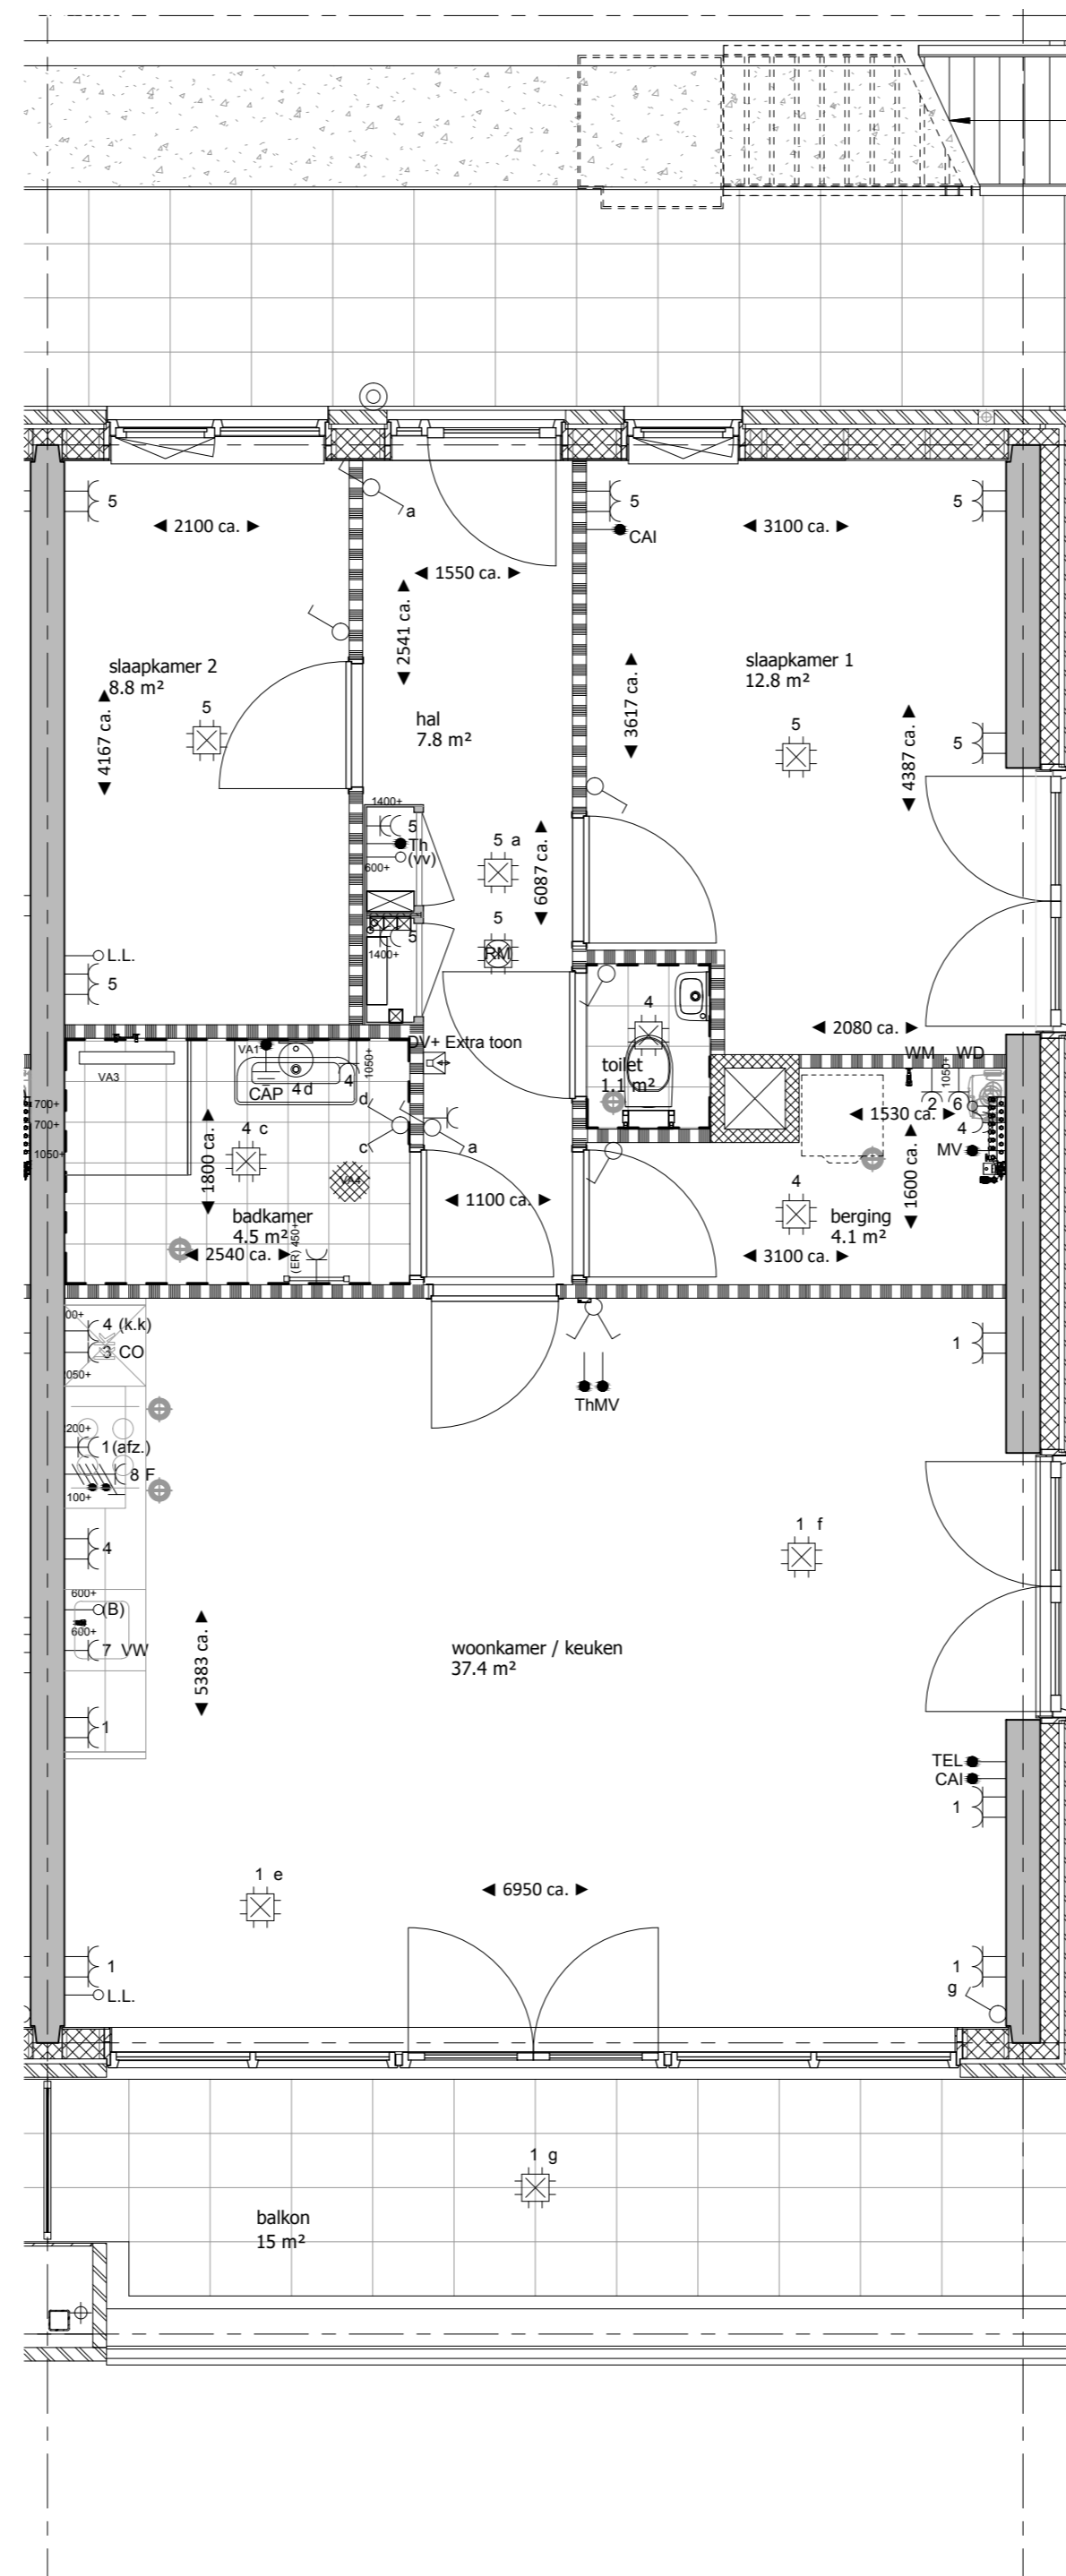 5
◄ 2100 ca. ►
a
5
CAI
◄ 3100 ca. ►
5
◄ 1550 ca. ►
◄ 2541 ca. ►
slaapkamer 2
8.8 m²
5
◄ 4167 ca. ►
hal
7.8 m²
◄ 3617 ca. ►
slaapkamer 1
12.8 m²
5
◄ 4387 ca. ►
5
1400+
5
Th
(vv)
600+
5 a
◄ 6087 ca. ►
5
RM
5
1400+
L.L.
5
DV+ Extra toon
4
toilet
1.1 m²
◄ 2080 ca. ►
WM
WD
1050+
2
6
4
◄ 1530 ca. ►
MV
◄ 1600 ca. ►
VA3
VA1
CAP
4 d
4
1050+
d
c
a
700+
700+
1050+
4 c
◄ 1800 ca. ►
VA4
badkamer
4.5 m²
◄ 2540 ca. ►
(ER) 450+
◄ 1100 ca. ►
4
berging
4.1 m²
◄ 3100 ca. ►
00+
4 (k.k)
3 CO
050+
200+
1 (afz.)
8 F
100+
4
600+
(B)
600+
7 VW
1
ThMV
1
1 f
◄ 5383 ca. ►
woonkamer / keuken
37.4 m²
TEL
CAI
1
1 e
◄ 6950 ca. ►
1
L.L.
1
g
1 g
balkon
15 m²